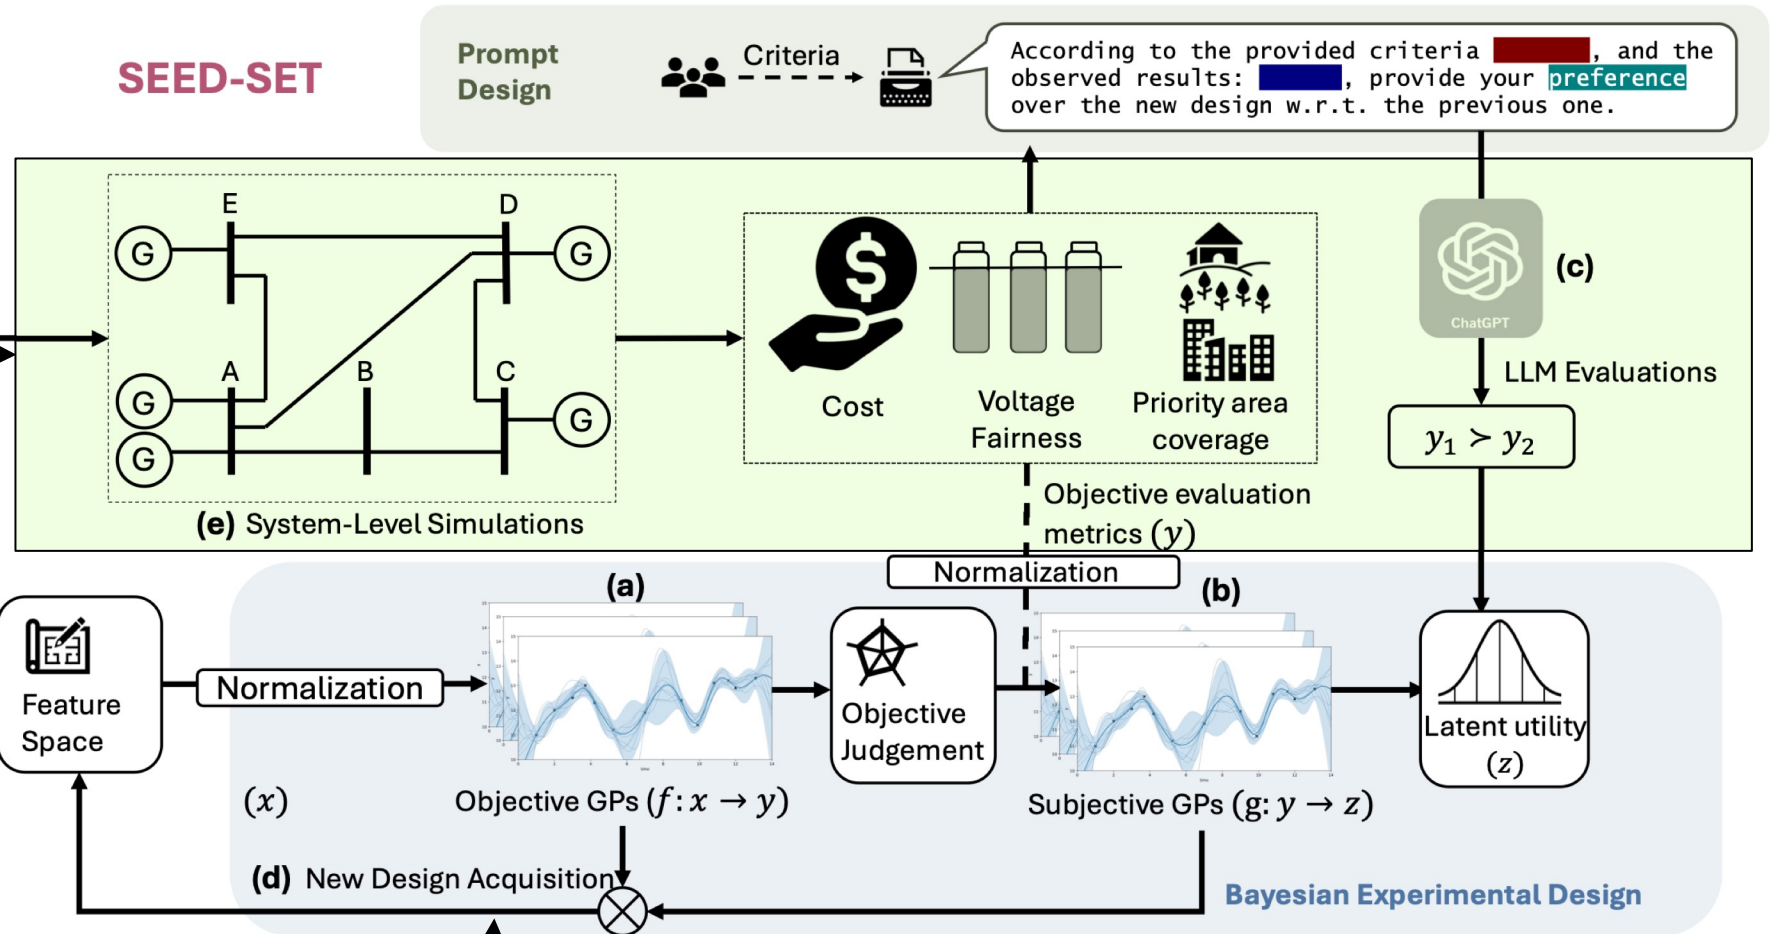 SEED-SET
Prompt
Design
Criteria
According to the provided criteria , and the
observed results: , provide your preference
over the new design w.r.t. the previous one.
E
D
G
G
A
B
C
G
G
G
(e) System-Level Simulations
$
Cost
Voltage
Fairness
Priority area
coverage
Objective evaluation
metrics (y)
ChatGPT
(c)
LLM Evaluations
y₁ ≻ y₂
Feature
Space
Normalization
(x)
(a)
Objective GPs (f: x → y)
Objective
Judgement
Normalization
(b)
Subjective GPs (g: y → z)
Latent utility
(z)
(d) New Design Acquisition
Bayesian Experimental Design